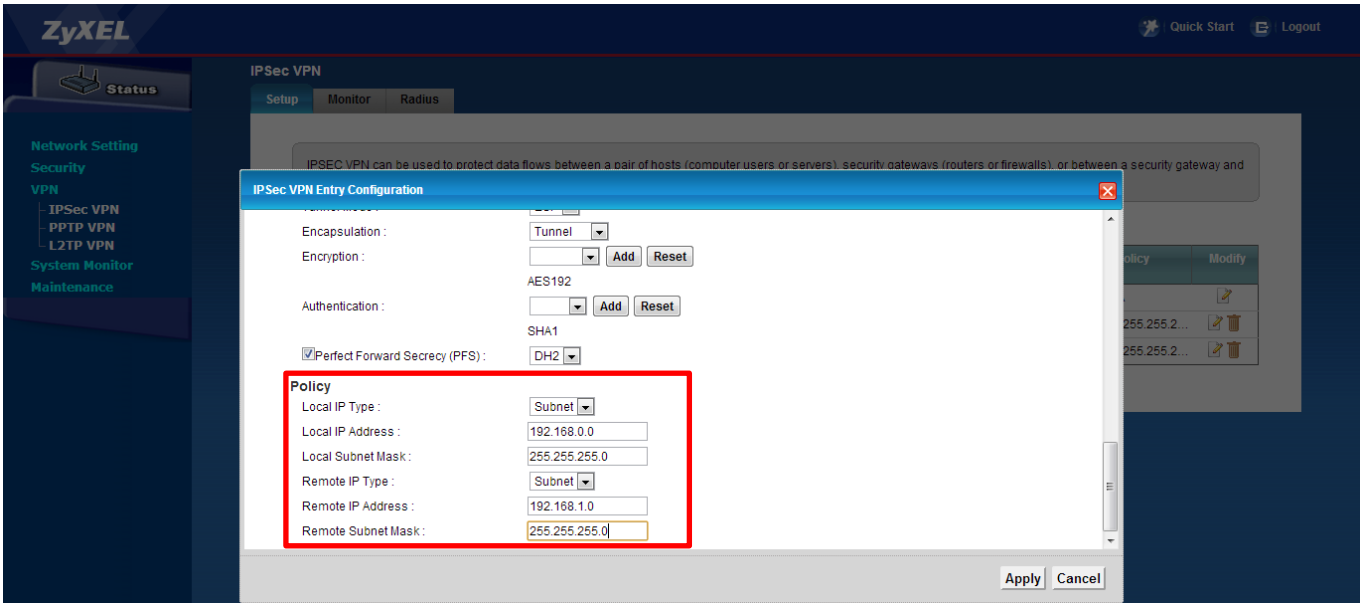 ZyXEL
Quick Start Logout
Status
IPSec VPN
Setup Monitor Radius
Network Setting
Security
VPN
IPSec VPN
PPTP VPN
L2TP VPN
System Monitor
Maintenance
IPSEC VPN can be used to protect data flows between a pair of hosts (computer users or servers), security gateways (routers or firewalls), or between a security gateway and
IPSec VPN Entry Configuration
Encapsulation : Tunnel
Encryption : Add Reset
AES192
Authentication : Add Reset
SHA1
Perfect Forward Secrecy (PFS) : DH2
Policy
Local IP Type : Subnet
Local IP Address : 192.168.0.0
Local Subnet Mask : 255.255.255.0
Remote IP Type : Subnet
Remote IP Address : 192.168.1.0
Remote Subnet Mask : 255.255.255.0
Apply Cancel
olicy Modify
255.255.2...
255.255.2...